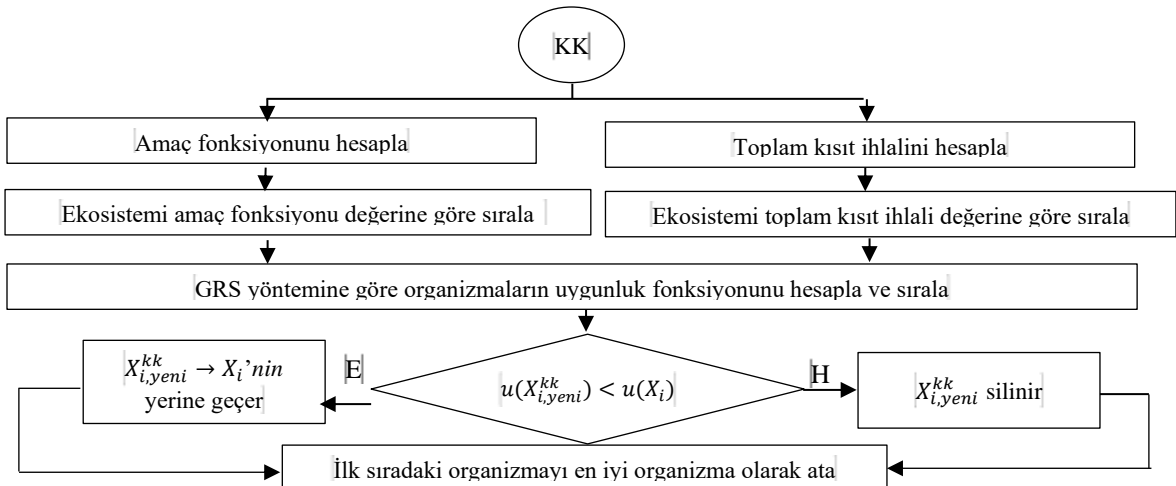 KK
Amaç fonksiyonunu hesapla
Toplam kısıt ihlalini hesapla
Ekosistemi amaç fonksiyonu değerine göre sırala
Ekosistemi toplam kısıt ihlali değerine göre sırala
GRS yöntemine göre organizmaların uygunluk fonksiyonunu hesapla ve sırala
$X_{i,yeni}^{kk} \rightarrow X_i$'nin
yerine geçer
E
$u(X_{i,yeni}^{kk}) < u(X_i)$
H
$X_{i,yeni}^{kk}$ silinir
İlk sıradaki organizmayı en iyi organizma olarak ata